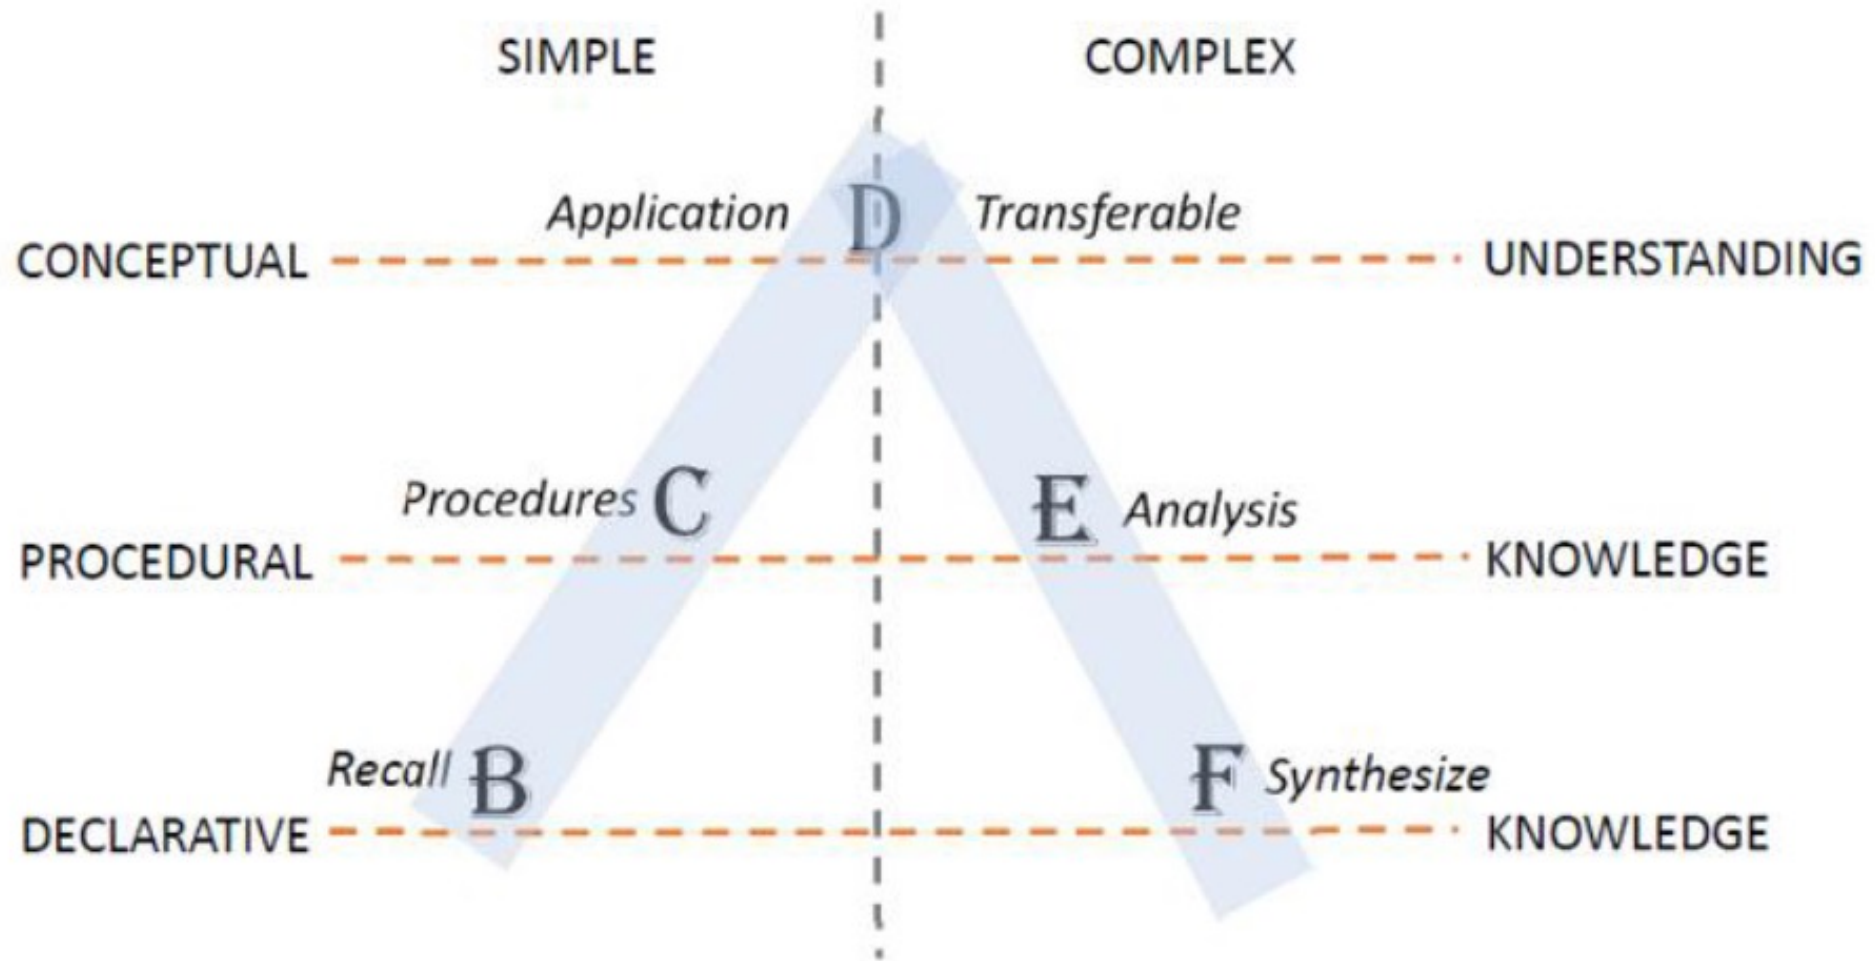 SIMPLE COMPLEX
Application D Transferable
CONCEPTUAL UNDERSTANDING
Procedures C E Analysis
PROCEDURAL KNOWLEDGE
Recall B F Synthesize
DECLARATIVE KNOWLEDGE